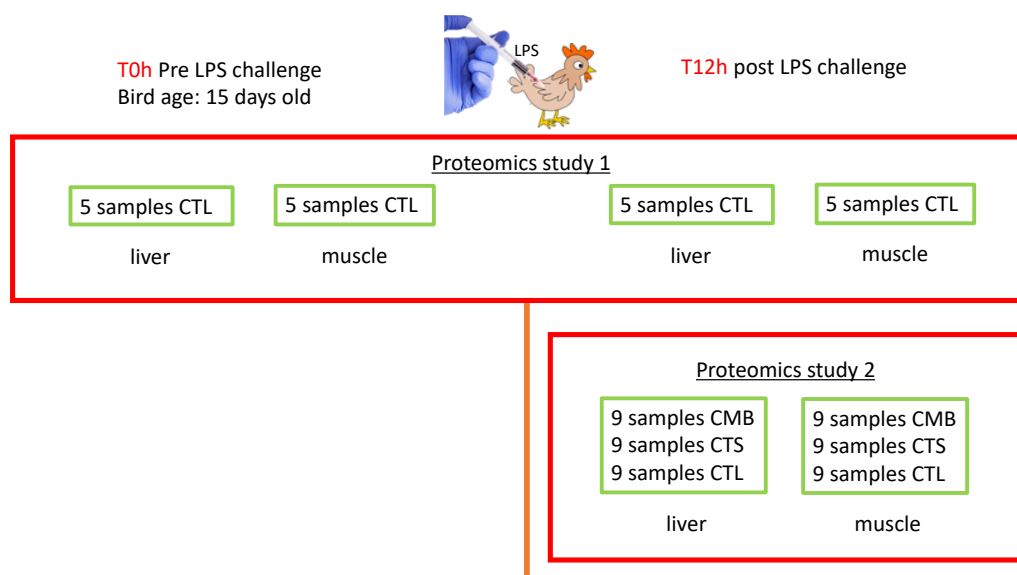 T0h Pre LPS challenge
Bird age: 15 days old
LPS
T12h post LPS challenge
Proteomics study 1
5 samples CTL
5 samples CTL
5 samples CTL
5 samples CTL
liver
muscle
liver
muscle
Proteomics study 2
9 samples CMB
9 samples CTS
9 samples CTL
9 samples CMB
9 samples CTS
9 samples CTL
liver
muscle